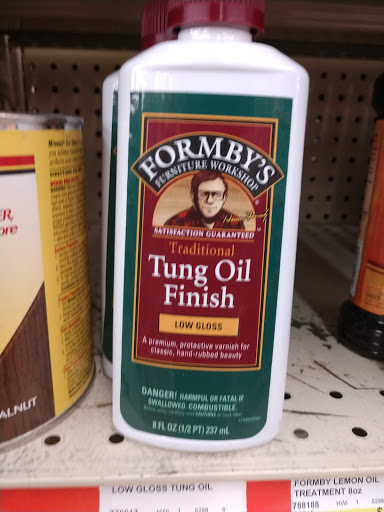 FORMBY'S
FURNITURE WORKSHOP
SATISFACTION GUARANTEED
Traditional
Tung Oil
Finish
LOW GLOSS
A premium, protective varnish for
classic, hand-rubbed beauty
DANGER! HARMFUL OR FATAL IF
SWALLOWED. COMBUSTIBLE.
8 FL OZ (1/2 PT) 237 mL
ALNUT
LOW GLOSS TUNG OIL
FORMBY LEMON OIL
TREATMENT 8oz
788188